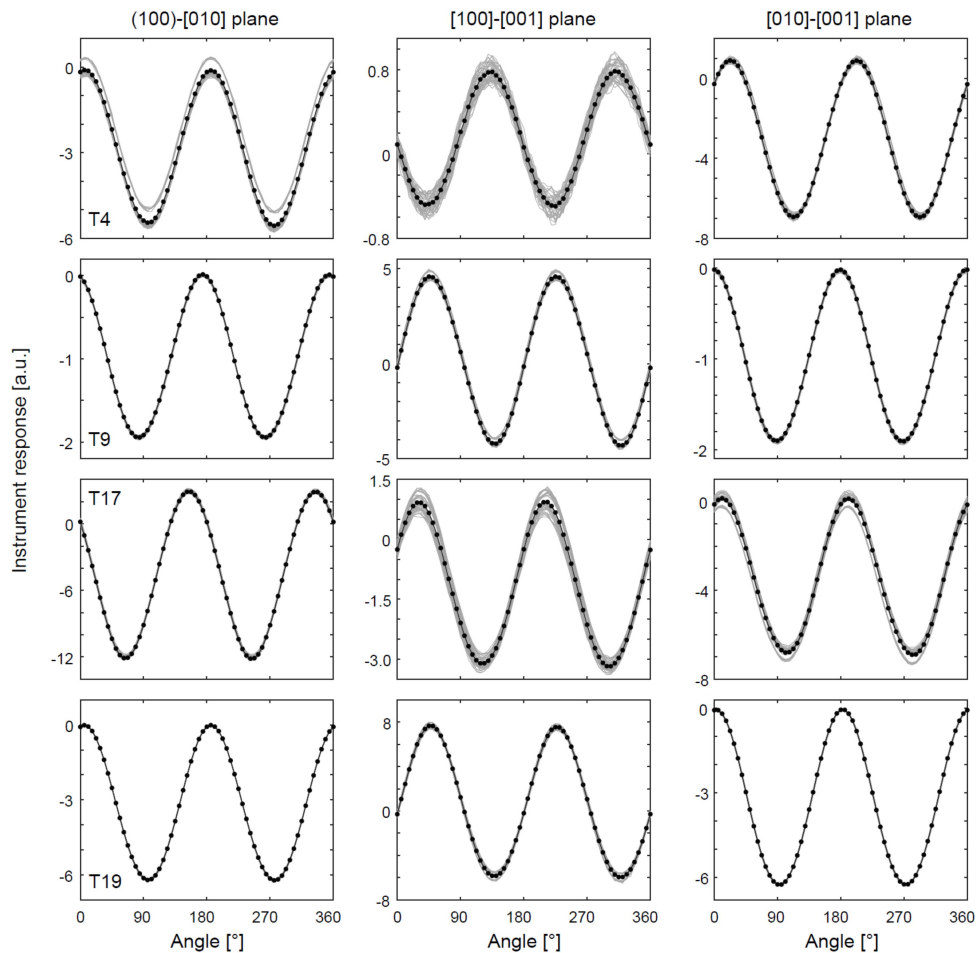 (100)-[010] plane [100]-[001] plane [010]-[001] plane
Instrument response [a.u.]
0 0.8 0
-3 0 -4
T4
-6 -0.8 -8
0 5 0
-1 0 -1
T9
-2 -5 -2
T17
0 1.5 0
-6 0 -4
-1.5
-12 -3.0 -8
0 8 0
-3 0 -3
-6 -8 -6
T19
0 90 180 270 360 0 90 180 270 360 0 90 180 270 360
Angle [°] Angle [°] Angle [°]